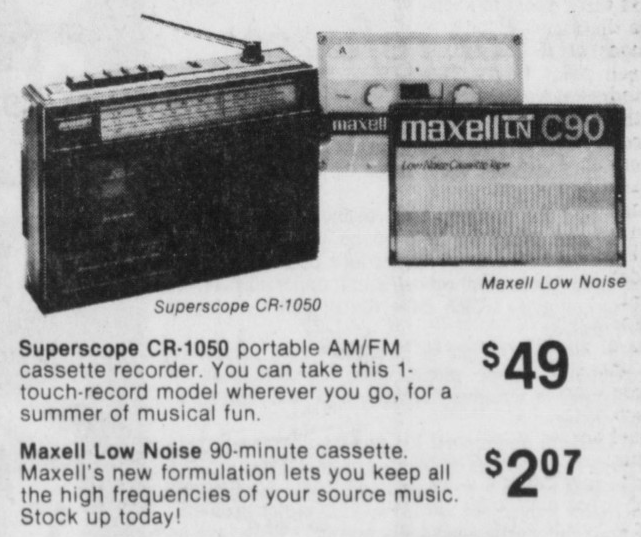 A
maxell
maxell LN C90
Low Noise Cassette Tape
Maxell Low Noise
Superscope CR-1050
Superscope CR-1050 portable AM/FM
cassette recorder. You can take this 1-
touch-record model wherever you go, for a
summer of musical fun.
$49
Maxell Low Noise 90-minute cassette.
Maxell's new formulation lets you keep all
the high frequencies of your source music.
Stock up today!
$2.07